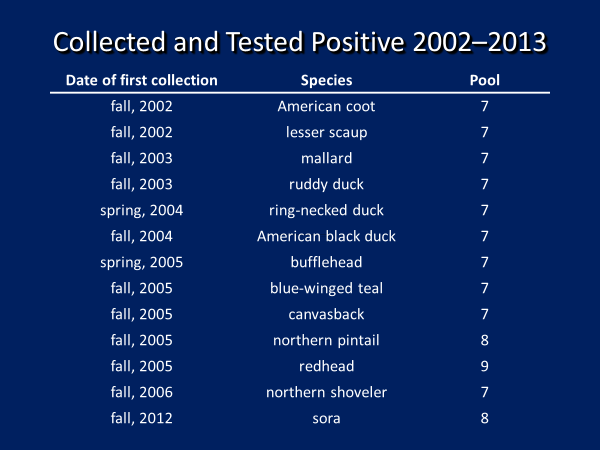 Collected and Tested Positive 2002–2013
Date of first collection Species Pool
fall, 2002 American coot 7
fall, 2002 lesser scaup 7
fall, 2003 mallard 7
fall, 2003 ruddy duck 7
spring, 2004 ring-necked duck 7
fall, 2004 American black duck 7
spring, 2005 bufflehead 7
fall, 2005 blue-winged teal 7
fall, 2005 canvasback 7
fall, 2005 northern pintail 8
fall, 2005 redhead 9
fall, 2006 northern shoveler 7
fall, 2012 sora 8